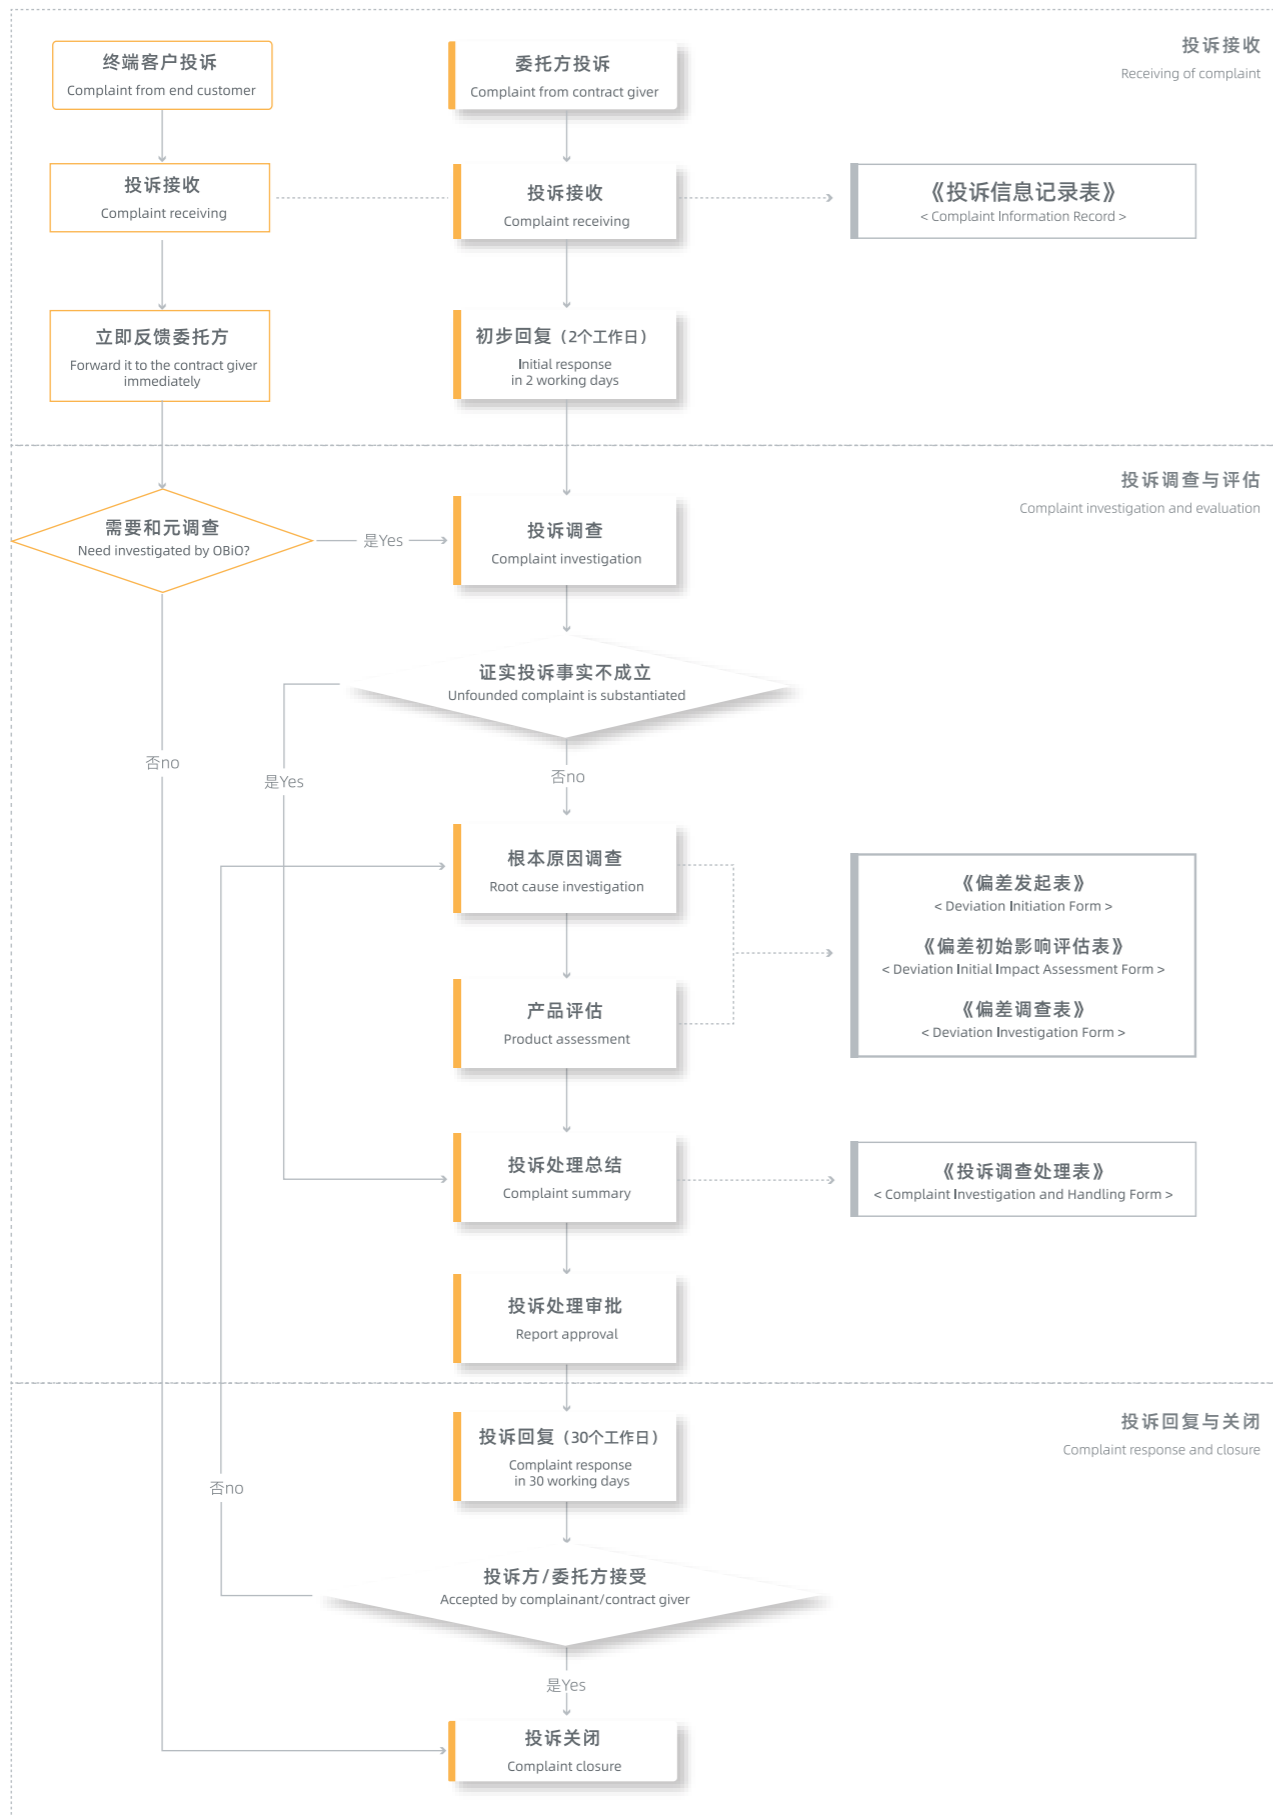 投诉接收
Receiving of complaint
终端客户投诉
Complaint from end customer
委托方投诉
Complaint from contract giver
投诉接收
Complaint receiving
投诉接收
Complaint receiving
《投诉信息记录表》
< Complaint Information Record >
立即反馈委托方
Forward it to the contract giver
immediately
初步回复（2个工作日）
Initial response
in 2 working days
投诉调查与评估
Complaint investigation and evaluation
需要和元调查
Need investigated by OBiO?
是Yes
投诉调查
Complaint investigation
证实投诉事实不成立
Unfounded complaint is substantiated
否no
是Yes
否no
根本原因调查
Root cause investigation
《偏差发起表》
< Deviation Initiation Form >
《偏差初始影响评估表》
< Deviation Initial Impact Assessment Form >
《偏差调查表》
< Deviation Investigation Form >
产品评估
Product assessment
投诉处理总结
Complaint summary
《投诉调查处理表》
< Complaint Investigation and Handling Form >
投诉处理审批
Report approval
投诉回复与关闭
Complaint response and closure
投诉回复（30个工作日）
Complaint response
in 30 working days
否no
投诉方/委托方接受
Accepted by complainant/contract giver
是Yes
投诉关闭
Complaint closure